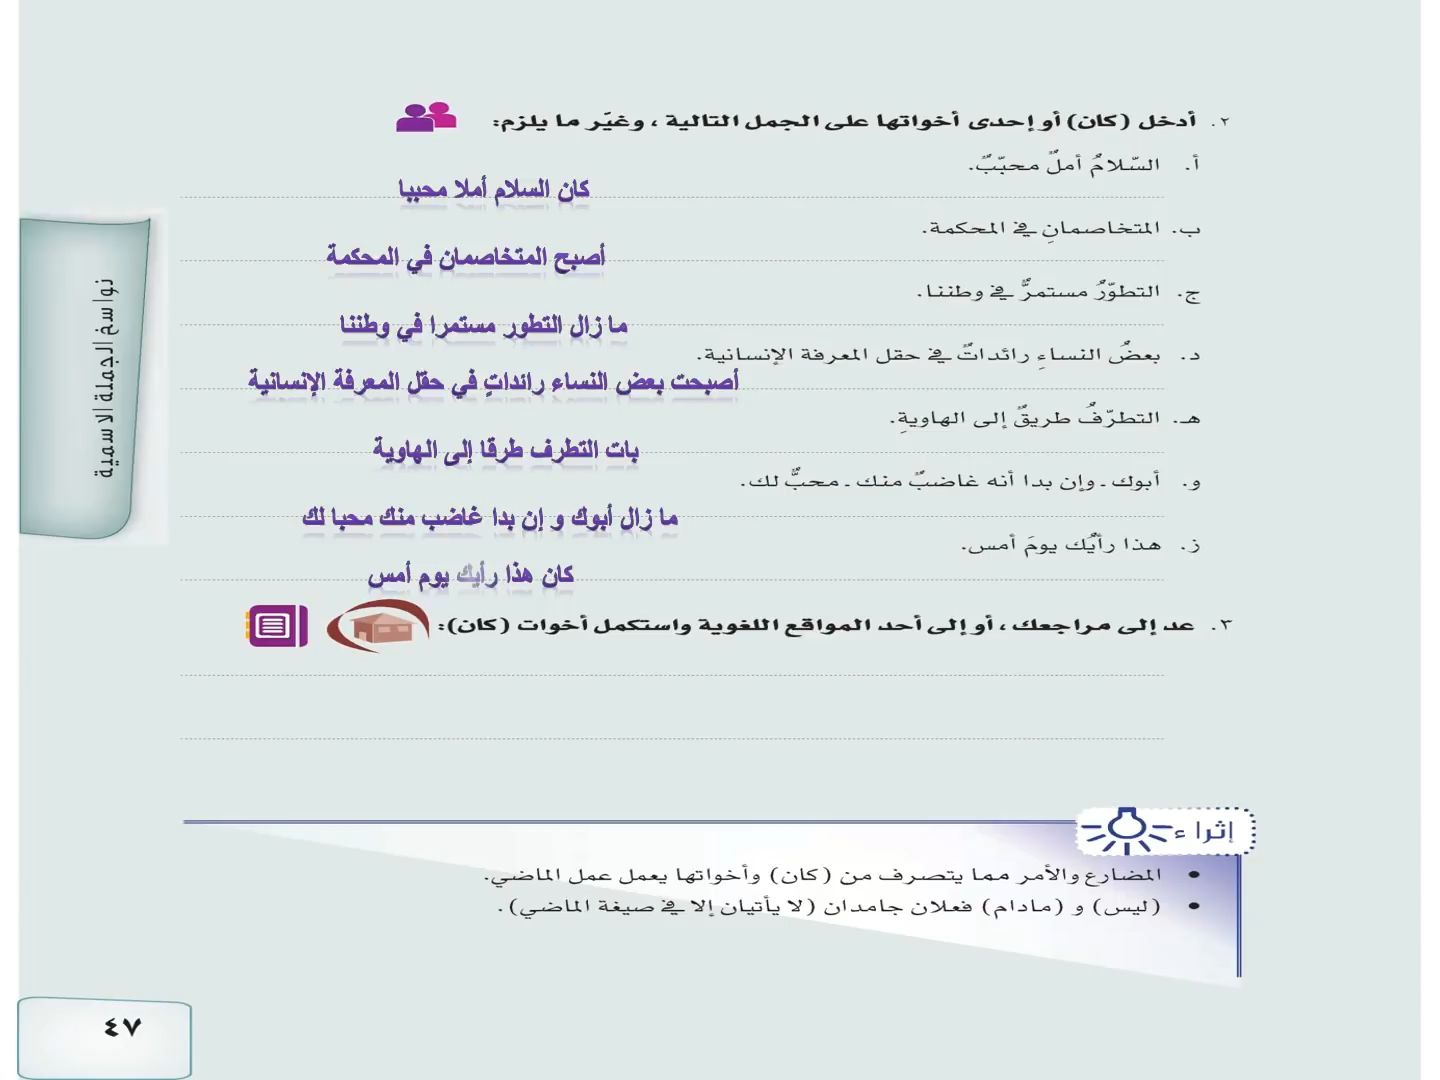 ٢. أدخل (كان) أو إحدى أخواتها على الجمل التالية ، وغيّر ما يلزم:
أ. السّلامُ أملٌ محبّبٌ.
كان السلام أملا محببا
ب. المتخاصمانِ في المحكمة.
أصبح المتخاصمان في المحكمة
ج. التطوّرُ مستمرٌّ في وطننا.
ما زال التطور مستمرا في وطننا
د. بعضُ النساءِ رائداتٌ في حقل المعرفة الإنسانية.
أصبحت بعض النساء رائداتٍ في حقل المعرفة الإنسانية
هـ. التطرّفُ طريقٌ إلى الهاويةِ.
بات التطرف طرقا إلى الهاوية
و. أبوك ـ وإن بدا أنه غاضبٌ منك ـ محبٌّ لك.
ما زال أبوك و إن بدا غاضب منك محبا لك
ز. هذا رأيُك يومَ أمس.
كان هذا رأيك يوم أمس
٣. عد إلى مراجعك ، أو إلى أحد المواقع اللغوية واستكمل أخوات (كان):
إثراء
• المضارع والأمر مما يتصرف من (كان) وأخواتها يعمل عمل الماضي.
• (ليس) و (مادام) فعلان جامدان (لا يأتيان إلا في صيغة الماضي).
نواسخ الجملة الاسمية
٤٧